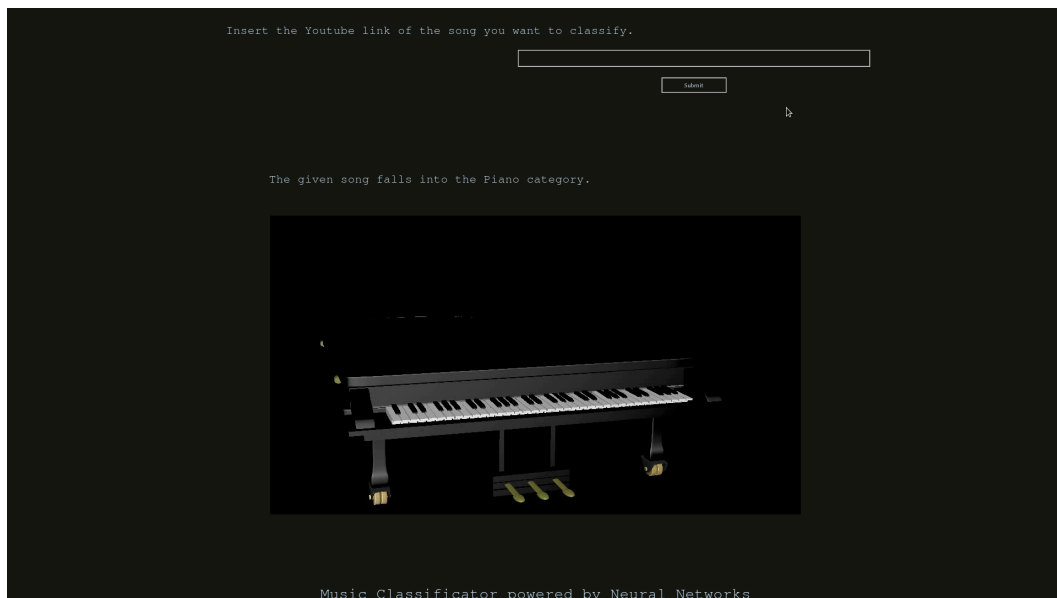 Insert the Youtube link of the song you want to classify.
Submit
The given song falls into the Piano category.
Music Classificator powered by Neural Networks